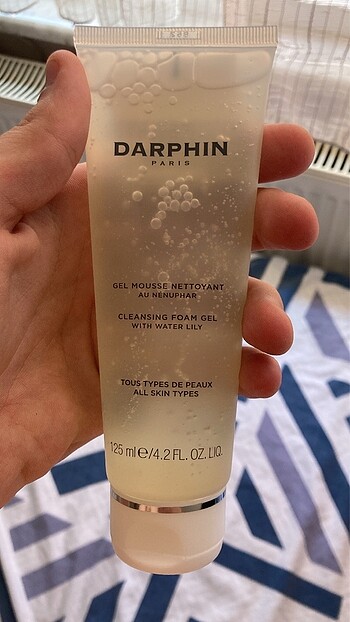 DARPHIN
PARIS
GEL MOUSSE NETTOYANT
AU NENUPHAR
CLEANSING FOAM GEL
WITH WATER LILY
TOUS TYPES DE PEAUX
ALL SKIN TYPES
125 ml ℮/4.2 FL. OZ. LIQ.